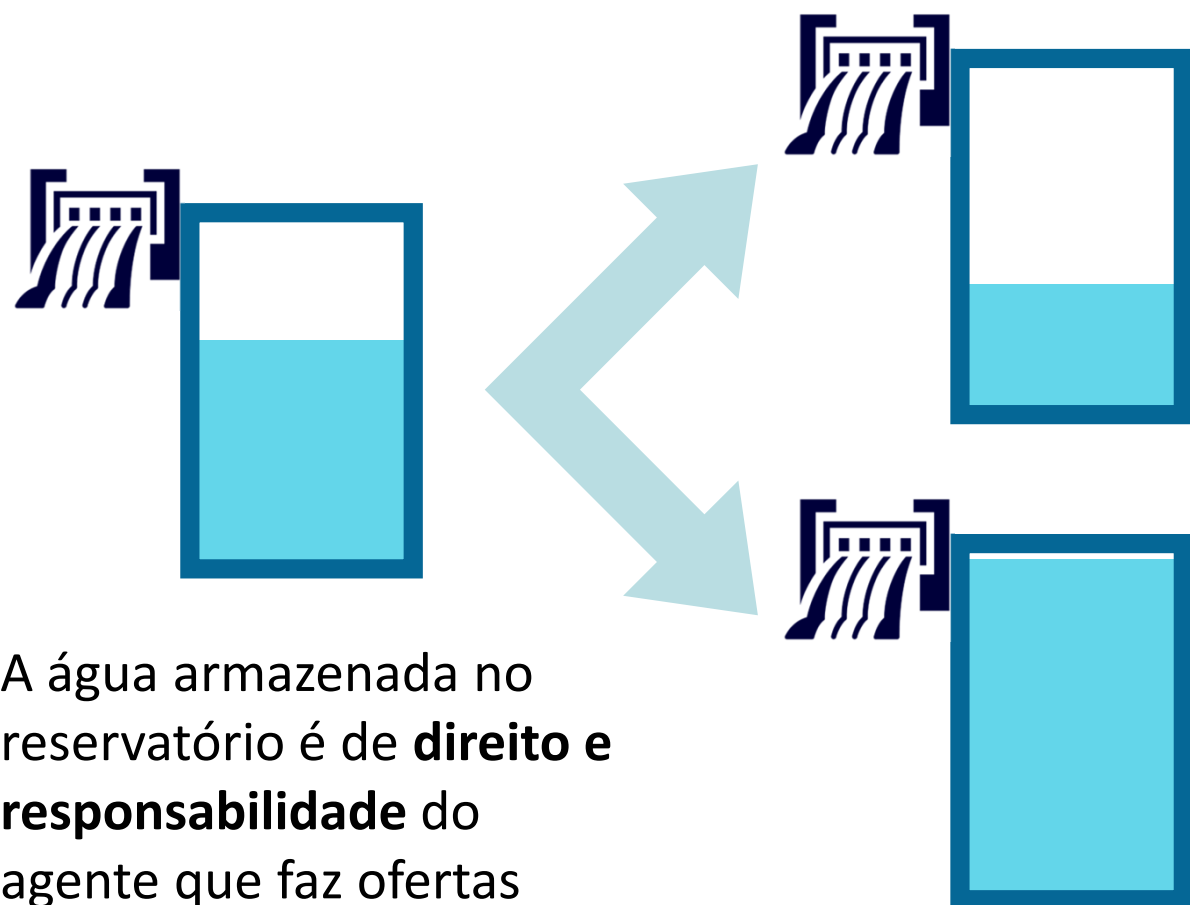 A água armazenada no
reservatório é de direito e
responsabilidade do
agente que faz ofertas